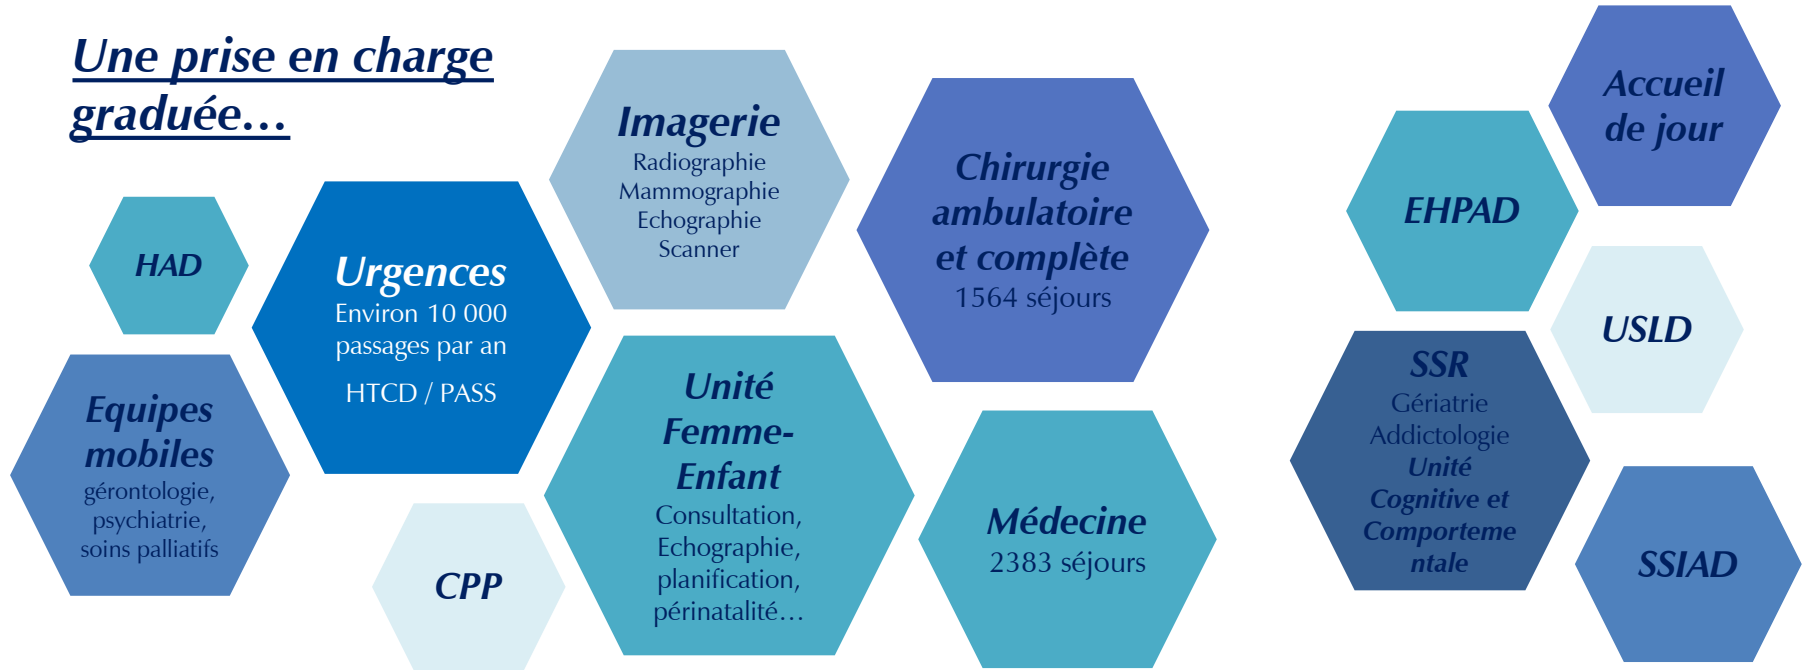 Une prise en charge
graduée…
HAD
Equipes
mobiles
gérontologie,
psychiatrie,
soins palliatifs
Urgences
Environ 10 000
passages par an
HTCD / PASS
CPP
Imagerie
Radiographie
Mammographie
Echographie
Scanner
Unité
Femme-
Enfant
Consultation,
Echographie,
planification,
périnatalité…
Chirurgie
ambulatoire
et complète
1564 séjours
Médecine
2383 séjours
EHPAD
Accueil
de jour
USLD
SSR
Gériatrie
Addictologie
Unité
Cognitive et
Comporteme
ntale
SSIAD